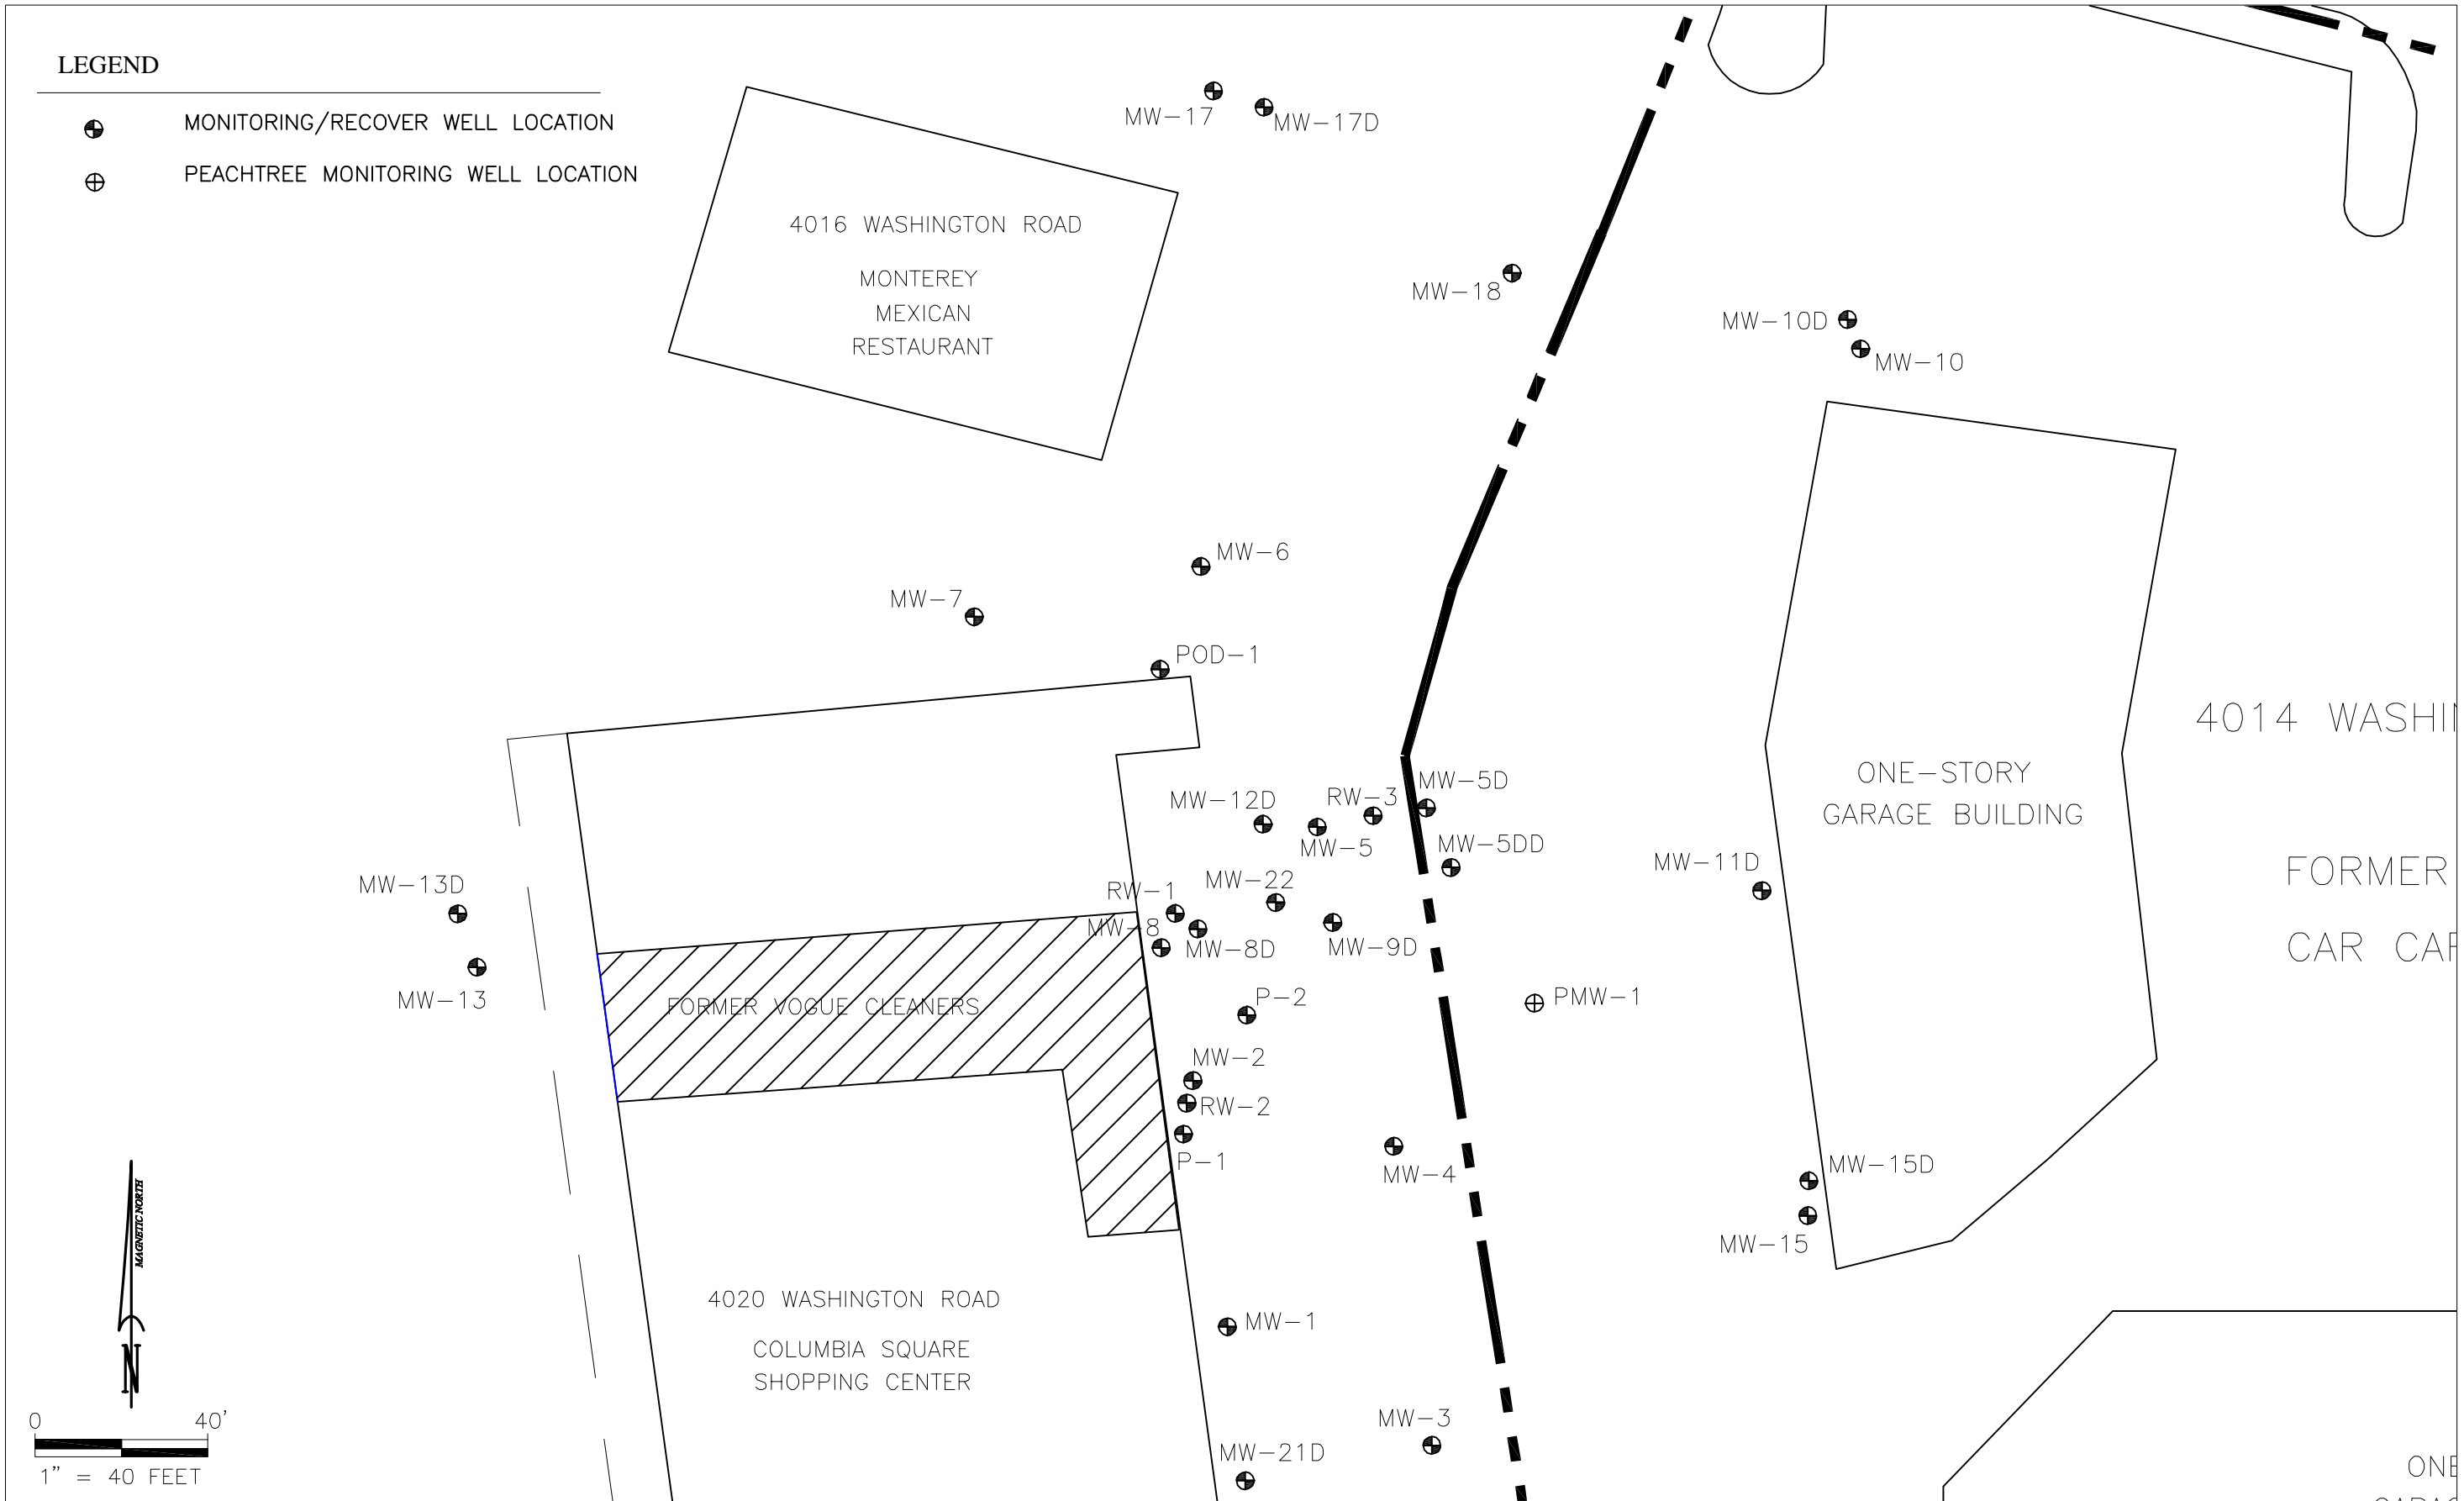 LEGEND
MONITORING/RECOVER WELL LOCATION
PEACHTREE MONITORING WELL LOCATION
MW-17
MW-17D
4016 WASHINGTON ROAD
MONTEREY
MEXICAN
RESTAURANT
MW-18
MW-10D
MW-10
MW-6
MW-7
POD-1
4014 WASHIN
ONE-STORY
GARAGE BUILDING
MW-5D
MW-12D
RW-3
MW-5
MW-5DD
MW-11D
FORMER
CAR CAR
MW-13D
MW-13
RW-1
MW-22
MW-8
MW-8D
MW-9D
P-2
PMW-1
FORMER VOGUE CLEANERS
MW-2
RW-2
P-1
MW-4
MW-15D
MW-15
MAGNETIC NORTH
N
4020 WASHINGTON ROAD
COLUMBIA SQUARE
SHOPPING CENTER
MW-1
MW-3
MW-21D
0 40'
1" = 40 FEET
ONE